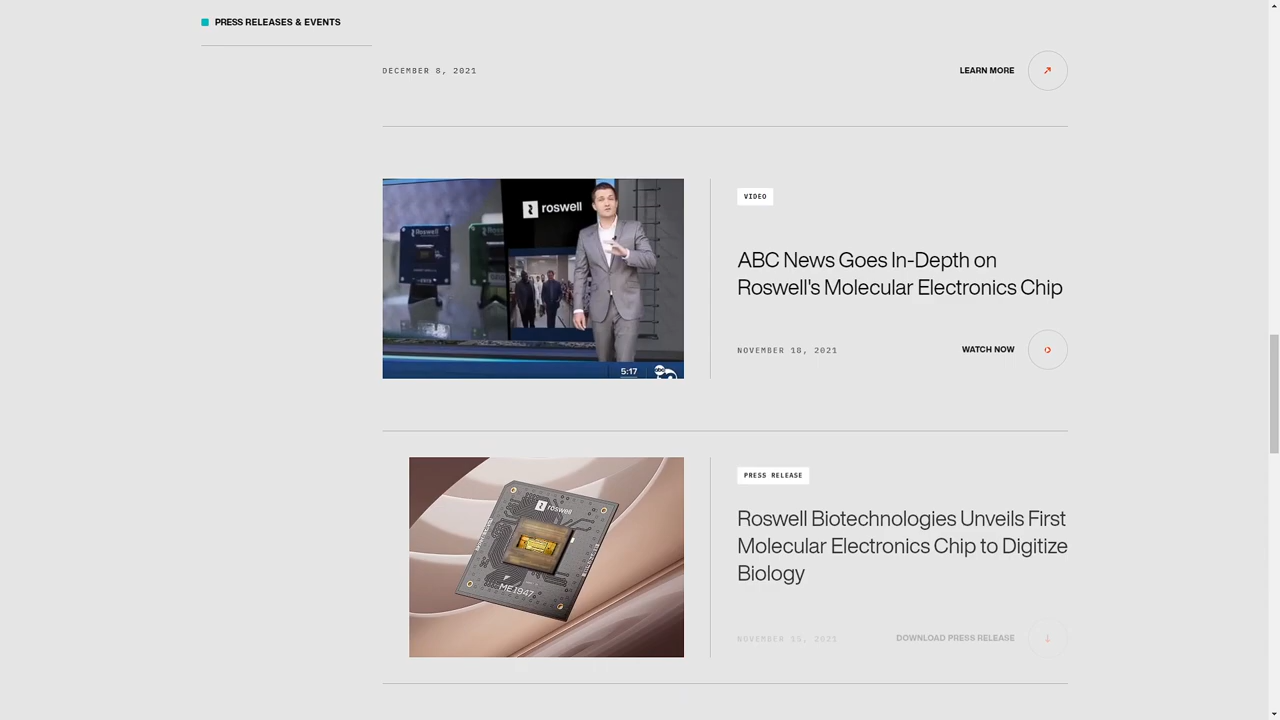 PRESS RELEASES & EVENTS
DECEMBER 8, 2021
LEARN MORE
roswell
Roswell
5:17
abc
VIDEO
ABC News Goes In-Depth on
Roswell's Molecular Electronics Chip
NOVEMBER 18, 2021
WATCH NOW
roswell
ME1947
PRESS RELEASE
Roswell Biotechnologies Unveils First
Molecular Electronics Chip to Digitize
Biology
DOWNLOAD PRESS RELEASE